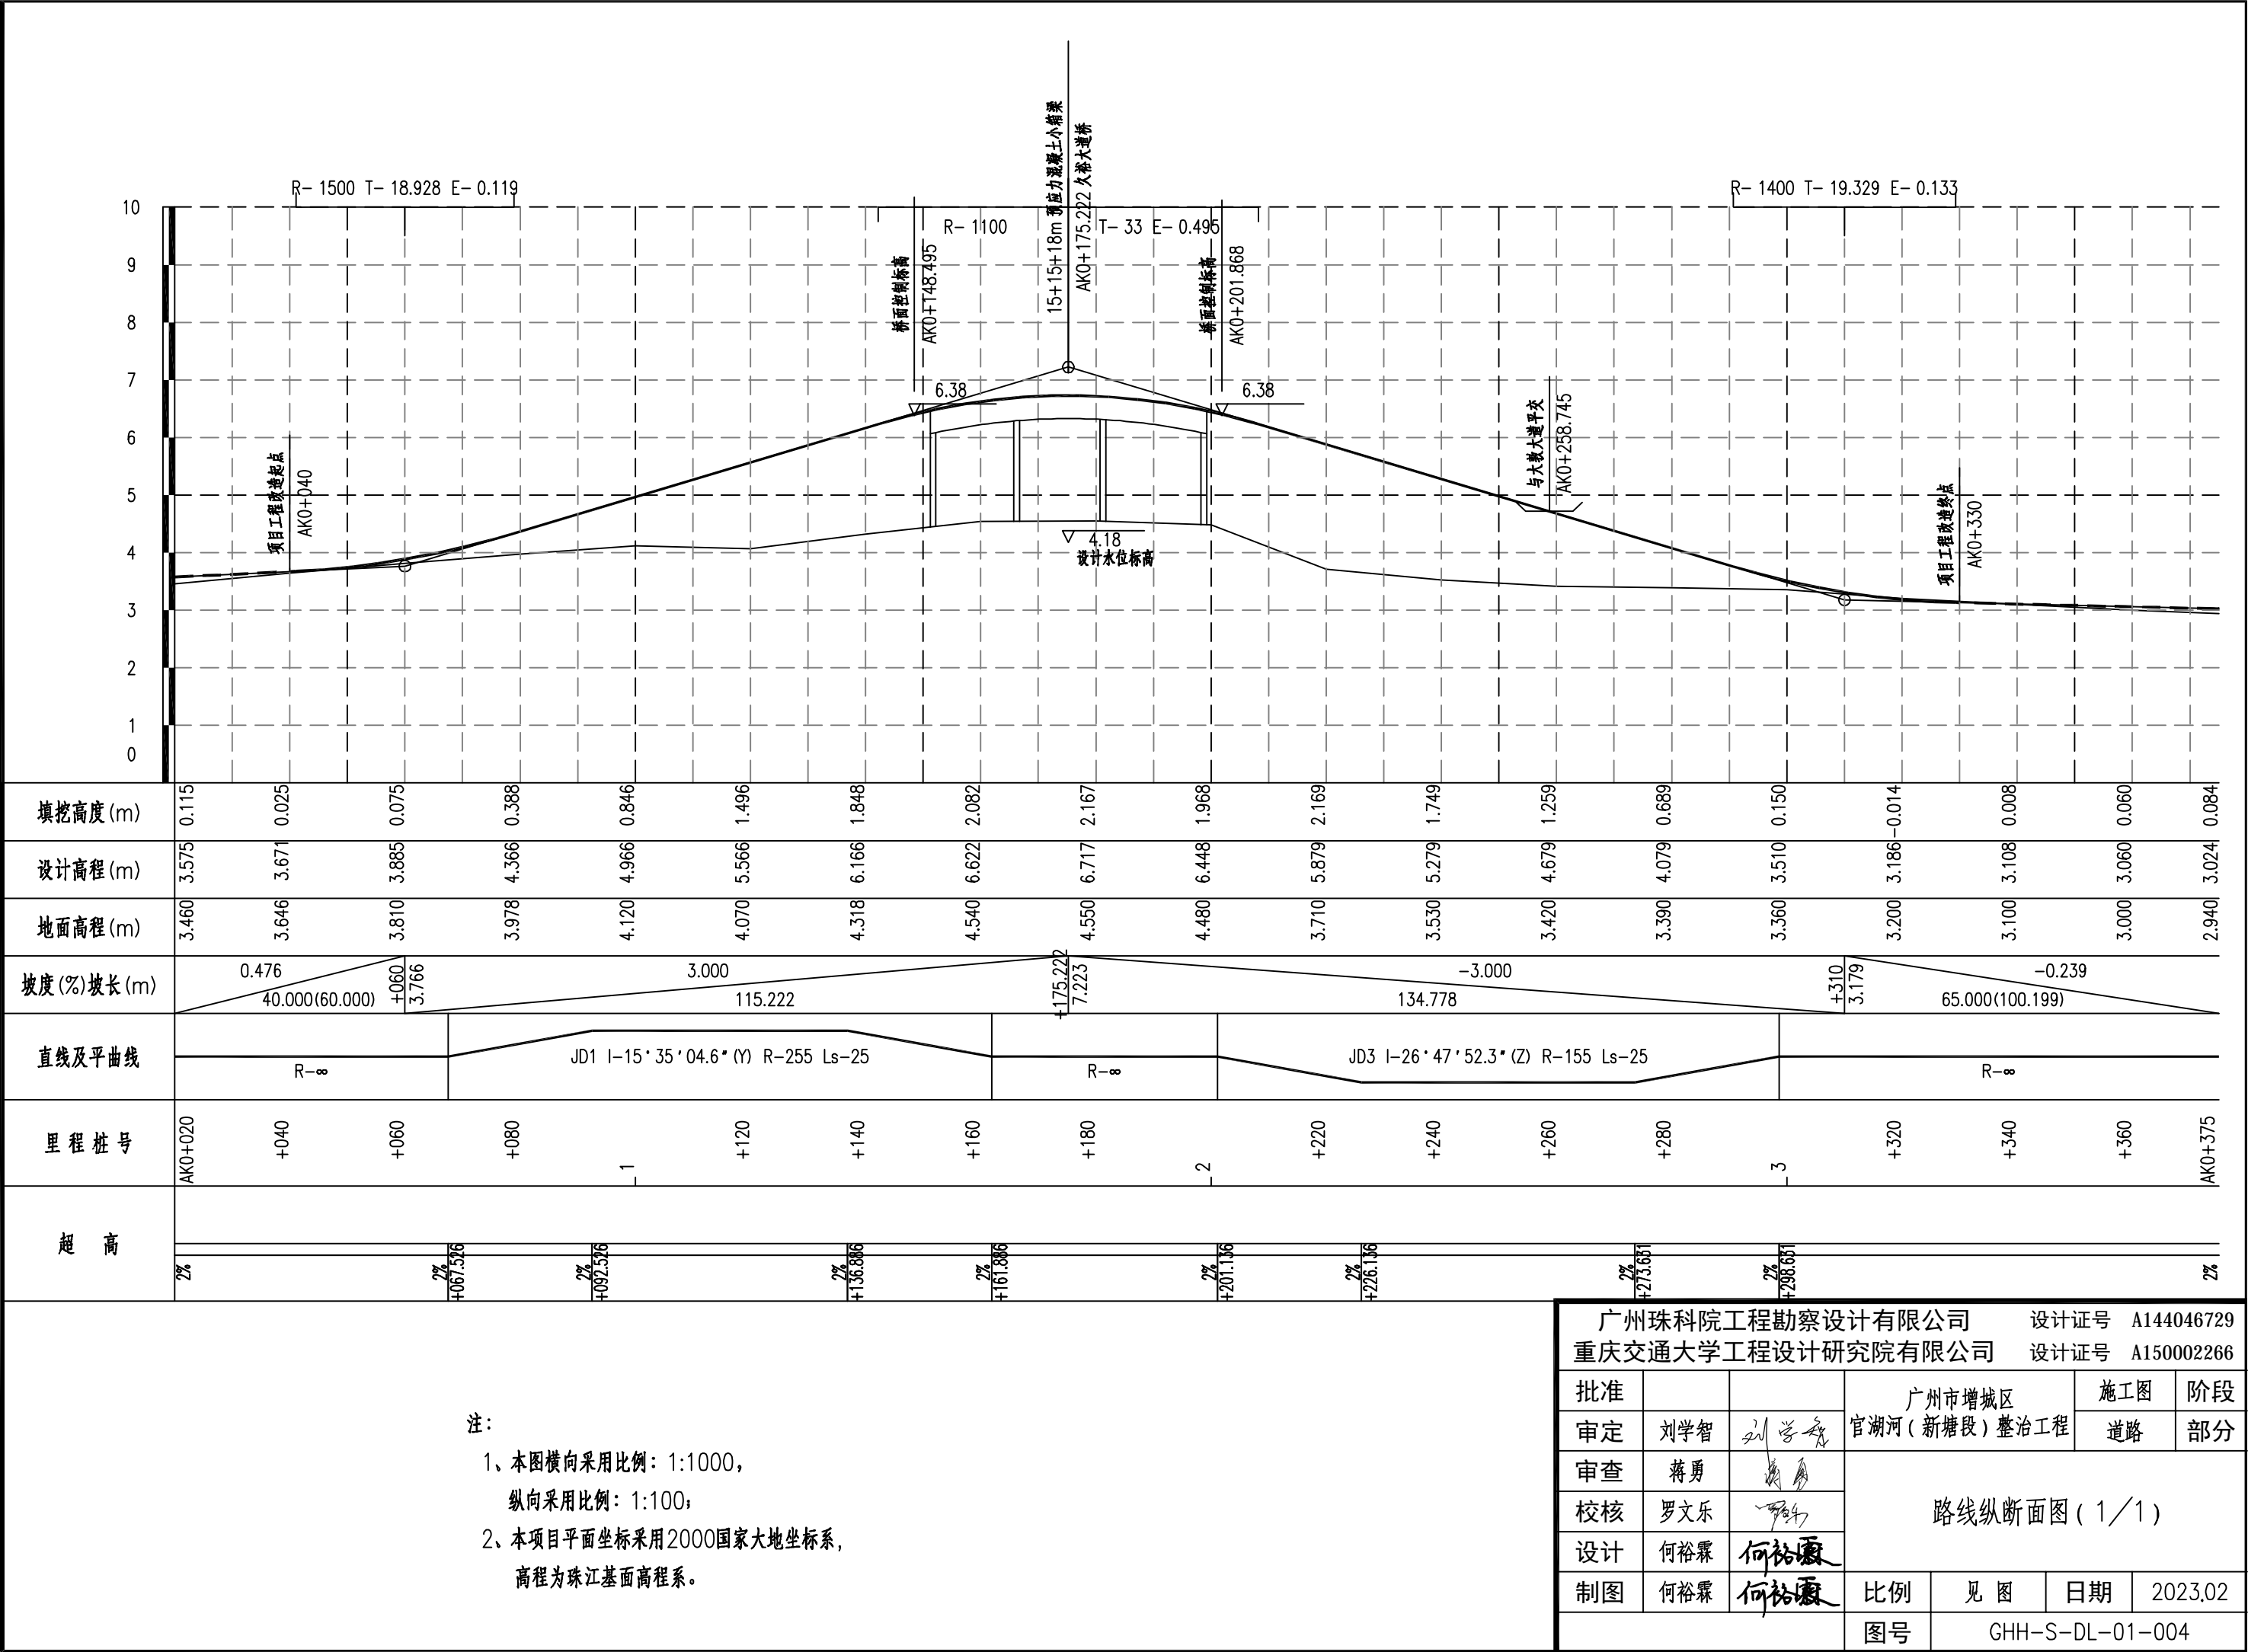 R- 1500 T- 18.928 E- 0.119
R- 1100 T- 33 E- 0.495
R- 1400 T- 19.329 E- 0.133
15+15+18m 预应力混凝土小箱梁
AK0+175.222 久裕大道桥
桥面控制标高
AK0+148.495
桥面控制标高
AK0+201.868
6.38
6.38
与大敦大道平交
AK0+258.745
项目工程改造起点
AK0+040
项目工程改造终点
AK0+330
4.18
设计水位标高
10
9
8
7
6
5
4
3
2
1
0
填挖高度(m) 0.115 0.025 0.075 0.388 0.846 1.496 1.848 2.082 2.167 1.968 2.169 1.749 1.259 0.689 0.150 -0.014 0.008 0.060 0.084
设计高程(m) 3.575 3.671 3.885 4.366 4.966 5.566 6.166 6.622 6.717 6.448 5.879 5.279 4.679 4.079 3.510 3.186 3.108 3.060 3.024
地面高程(m) 3.460 3.646 3.810 3.978 4.120 4.070 4.318 4.540 4.550 4.480 3.710 3.530 3.420 3.390 3.360 3.200 3.100 3.000 2.940
坡度(%)坡长(m) 0.476 40.000(60.000) +060 3.766 3.000 115.222 +175.222 7.223 -3.000 134.778 +310 3.179 -0.239 65.000(100.199)
直线及平曲线 R-∞ JD1 I-15°35′04.6″(Y) R-255 Ls-25 R-∞ JD3 I-26°47′52.3″(Z) R-155 Ls-25 R-∞
里程桩号 AK0+020 +040 +060 +080 1 +120 +140 +160 +180 2 +220 +240 +260 +280 3 +320 +340 +360 AK0+375
超 高 2% 2% +067.526 2% +092.526 2% +136.886 2% +161.886 2% +201.136 2% +226.136 2% +273.631 2% +298.631 2%
注：
1、本图横向采用比例：1:1000，
纵向采用比例：1:100；
2、本项目平面坐标采用2000国家大地坐标系，
高程为珠江基面高程系。
广州珠科院工程勘察设计有限公司 设计证号 A144046729
重庆交通大学工程设计研究院有限公司 设计证号 A150002266
批准 广州市增城区 施工图 阶段
审定 刘学智 刘学智 官湖河（新塘段）整治工程 道路 部分
审查 蒋勇 蒋勇
校核 罗文乐 路线纵断面图(1/1)
设计 何裕霖 何裕霖
制图 何裕霖 何裕霖 比例 见 图 日期 2023.02
图号 GHH-S-DL-01-004